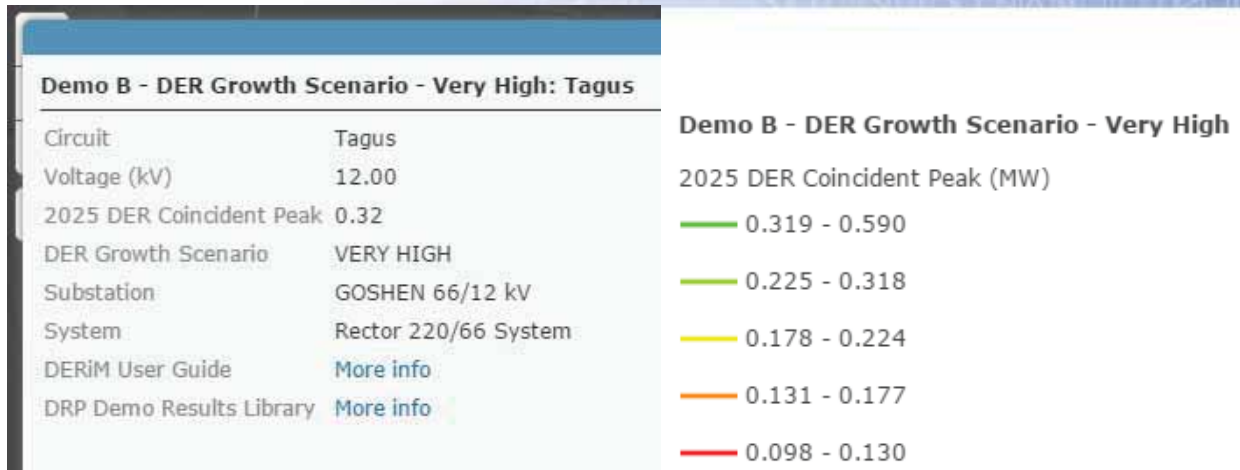 Demo B - DER Growth Scenario - Very High: Tagus
Circuit Tagus
Voltage (kV) 12.00
2025 DER Coincident Peak 0.32
DER Growth Scenario VERY HIGH
Substation GOSHEN 66/12 kV
System Rector 220/66 System
DERiM User Guide More info
DRP Demo Results Library More info
Demo B - DER Growth Scenario - Very High
2025 DER Coincident Peak (MW)
0.319 - 0.590
0.225 - 0.318
0.178 - 0.224
0.131 - 0.177
0.098 - 0.130